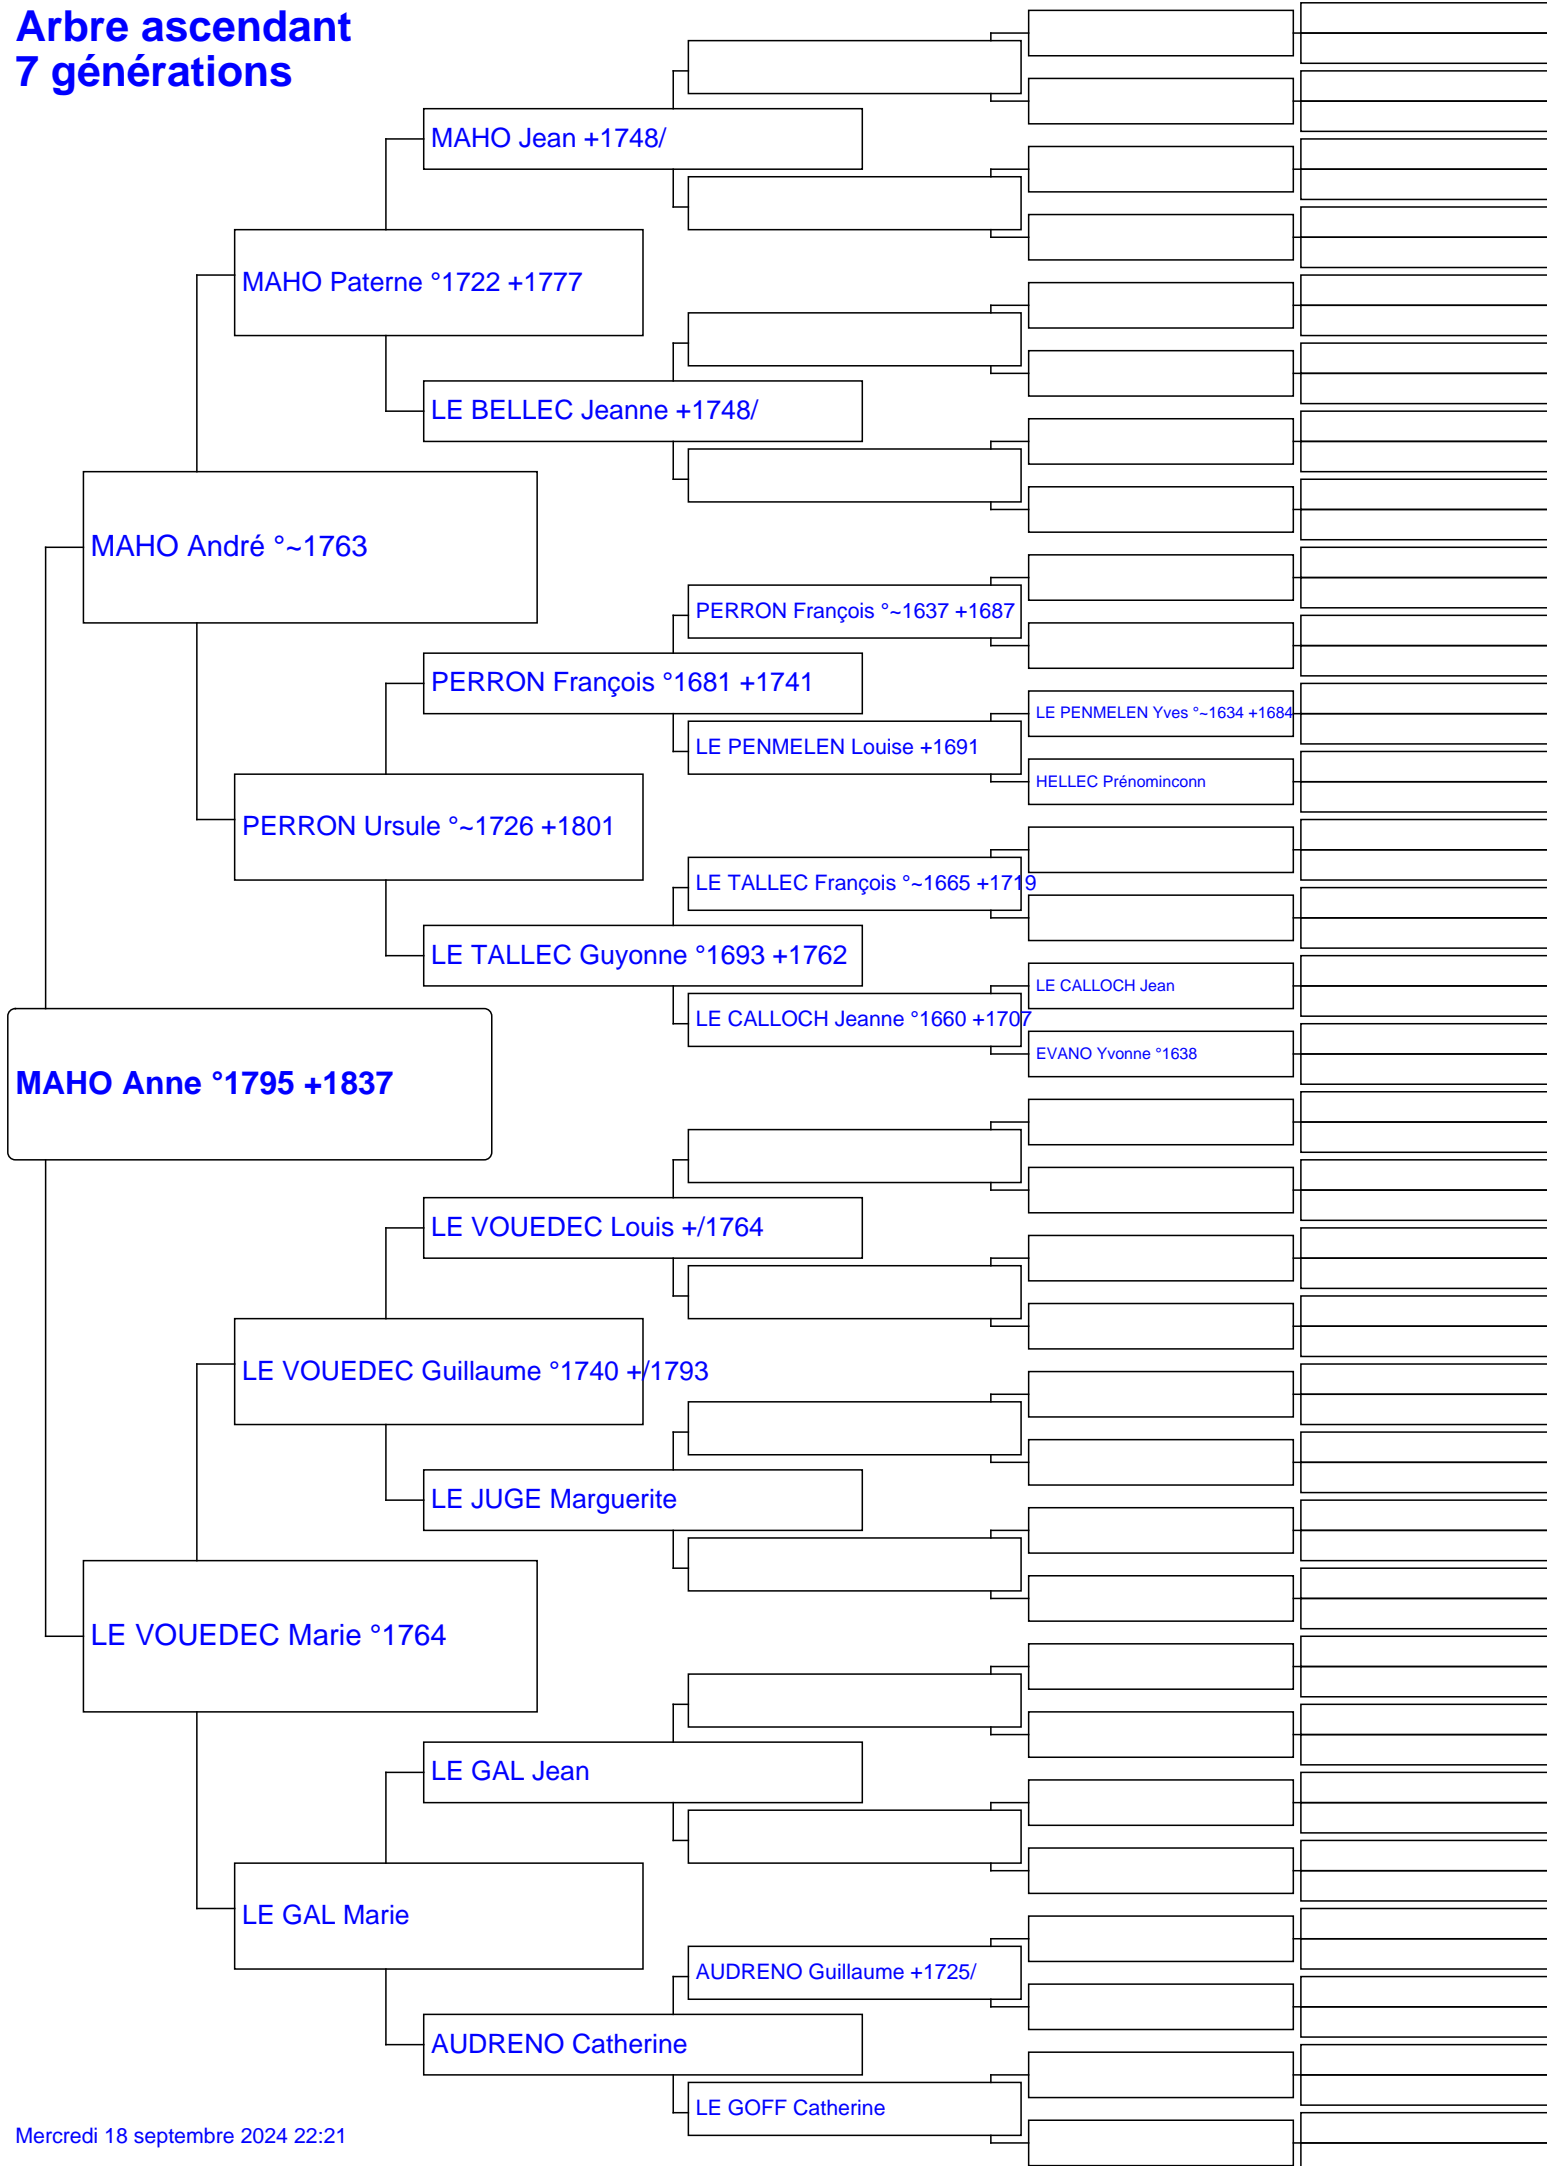 Arbre ascendant
7 générations
MAHO Jean +1748/
MAHO Paterne °1722 +1777
LE BELLEC Jeanne +1748/
MAHO André °~1763
PERRON François °~1637 +1687
PERRON François °1681 +1741
LE PENMELEN Yves °~1634 +1684
LE PENMELEN Louise +1691
HELLEC Prénominconn
PERRON Ursule °~1726 +1801
LE TALLEC François °~1665 +1719
LE TALLEC Guyonne °1693 +1762
LE CALLOCH Jean
LE CALLOCH Jeanne °1660 +1707
EVANO Yvonne °1638
MAHO Anne °1795 +1837
LE VOUEDEC Louis +/1764
LE VOUEDEC Guillaume °1740 +/1793
LE JUGE Marguerite
LE VOUEDEC Marie °1764
LE GAL Jean
LE GAL Marie
AUDRENO Guillaume +1725/
AUDRENO Catherine
LE GOFF Catherine
Mercredi 18 septembre 2024 22:21